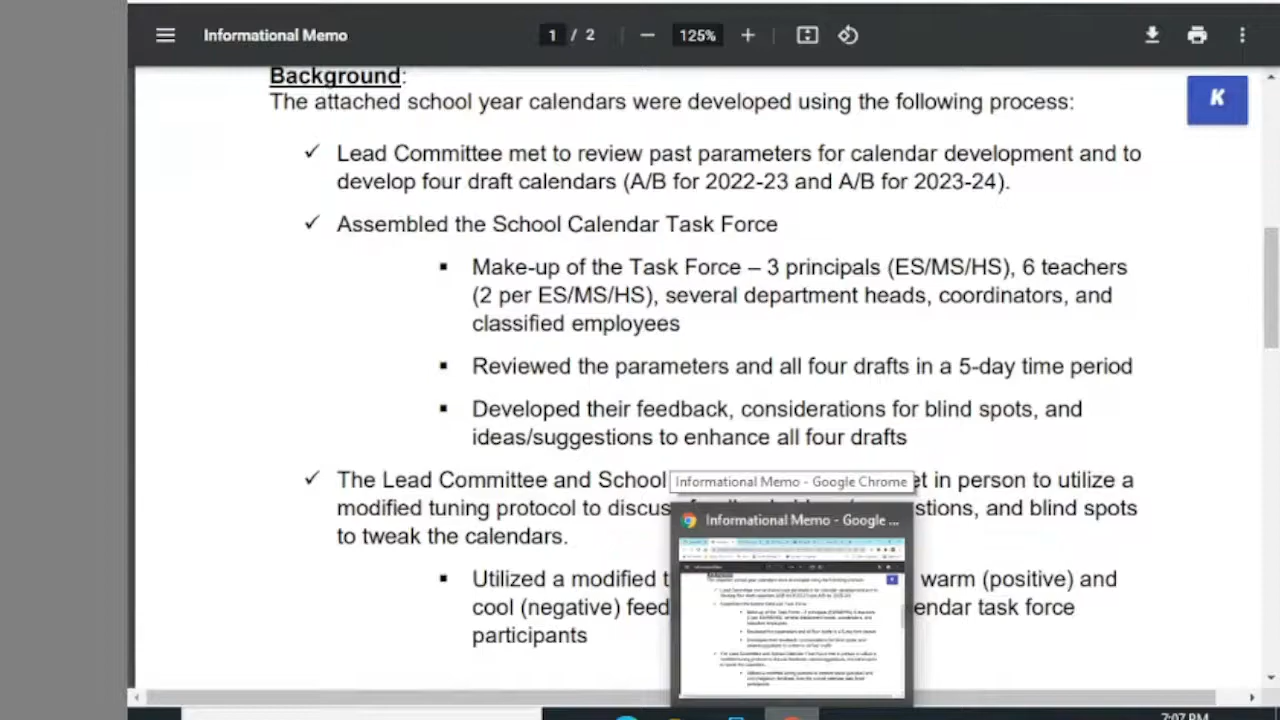 Informational Memo
1 / 2
125%
Background:
K
The attached school year calendars were developed using the following process:
✓ Lead Committee met to review past parameters for calendar development and to
develop four draft calendars (A/B for 2022-23 and A/B for 2023-24).
✓ Assembled the School Calendar Task Force
▪ Make-up of the Task Force – 3 principals (ES/MS/HS), 6 teachers
(2 per ES/MS/HS), several department heads, coordinators, and
classified employees
▪ Reviewed the parameters and all four drafts in a 5-day time period
▪ Developed their feedback, considerations for blind spots, and
ideas/suggestions to enhance all four drafts
✓ The Lead Committee and School Informational Memo - Google Chrome et in person to utilize a
modified tuning protocol to discus stions, and blind spots
Informational Memo - Google ...
to tweak the calendars.
▪ Utilized a modified t warm (positive) and
cool (negative) feed endar task force
participants
7:07 PM